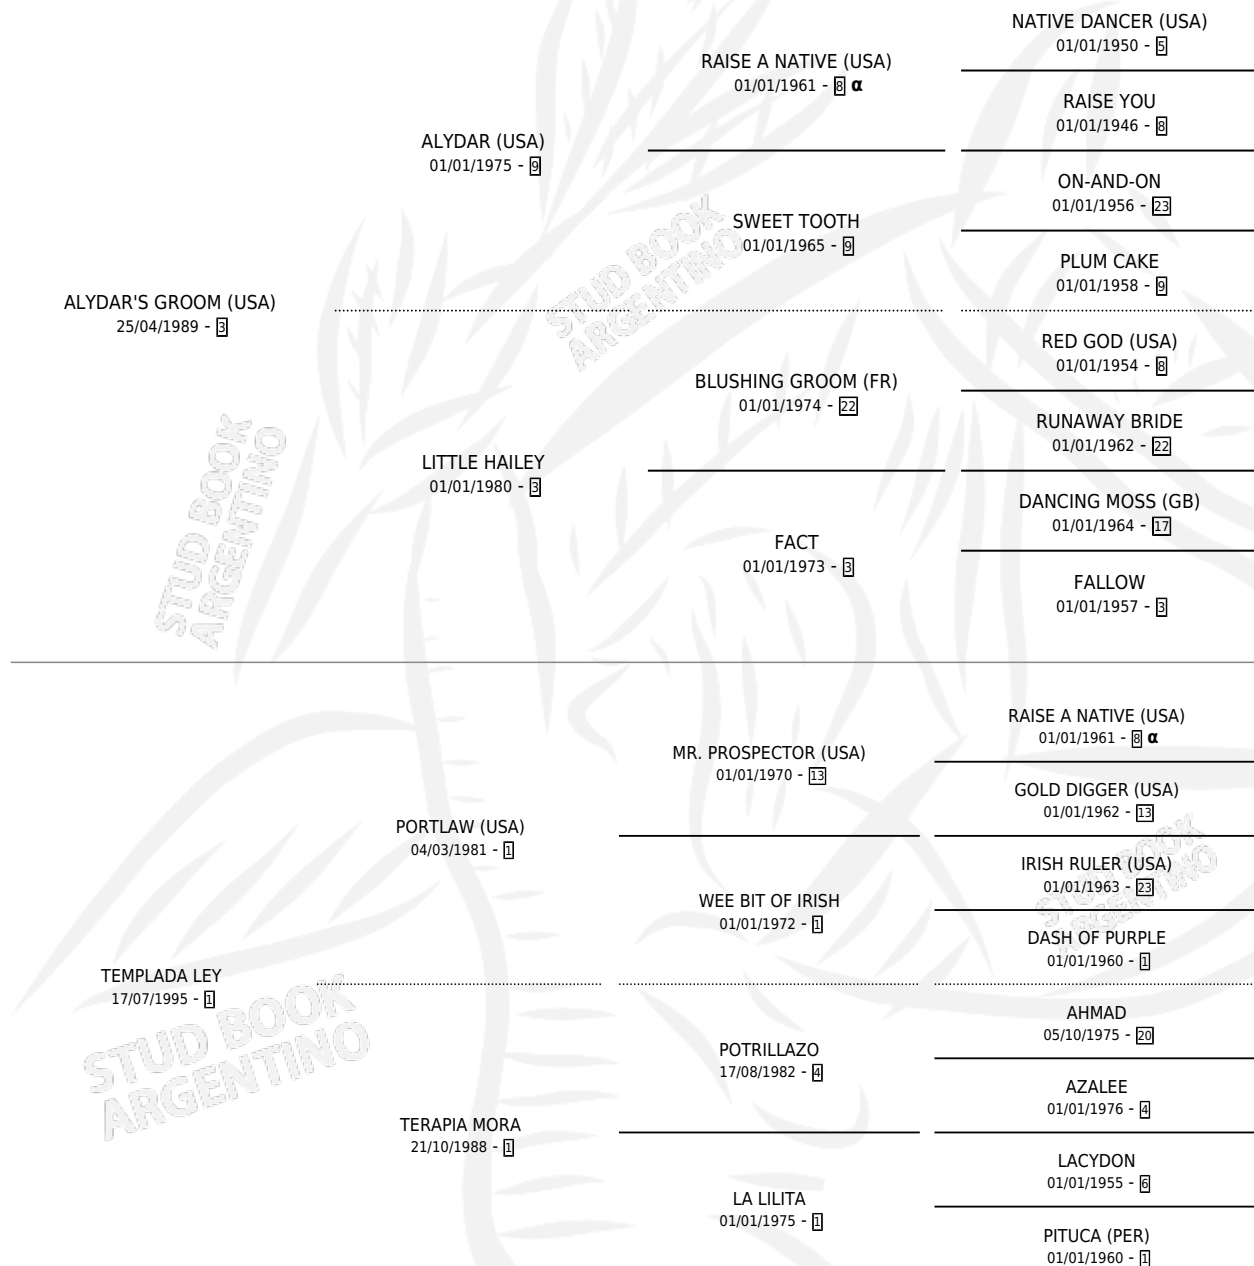 NATIVE DANCER (USA)
01/01/1950 - 5
RAISE A NATIVE (USA)
01/01/1961 - 8 α
RAISE YOU
01/01/1946 - 8
ALYDAR (USA)
01/01/1975 - 9
ON-AND-ON
01/01/1956 - 23
SWEET TOOTH
01/01/1965 - 9
PLUM CAKE
01/01/1958 - 9
ALYDAR'S GROOM (USA)
25/04/1989 - 3
STUD BOOK
ARGENTINO
RED GOD (USA)
01/01/1954 - 8
BLUSHING GROOM (FR)
01/01/1974 - 22
RUNAWAY BRIDE
01/01/1962 - 22
LITTLE HAILEY
01/01/1980 - 3
DANCING MOSS (GB)
01/01/1964 - 17
FACT
01/01/1973 - 3
FALLOW
01/01/1957 - 3
STUD BOOK
ARGENTINO
RAISE A NATIVE (USA)
01/01/1961 - 8 α
MR. PROSPECTOR (USA)
01/01/1970 - 13
GOLD DIGGER (USA)
01/01/1962 - 13
PORTLAW (USA)
04/03/1981 - 1
IRISH RULER (USA)
01/01/1963 - 23
WEE BIT OF IRISH
01/01/1972 - 1
DASH OF PURPLE
01/01/1960 - 1
STUD BOOK
ARGENTINO
TEMPLADA LEY
17/07/1995 - 1
STUD BOOK
ARGENTINO
AHMAD
05/10/1975 - 20
POTRILLAZO
17/08/1982 - 4
AZALEE
01/01/1976 - 4
TERAPIA MORA
21/10/1988 - 1
LACYDON
01/01/1955 - 6
LA LILITA
01/01/1975 - 1
PITUCA (PER)
01/01/1960 - 1